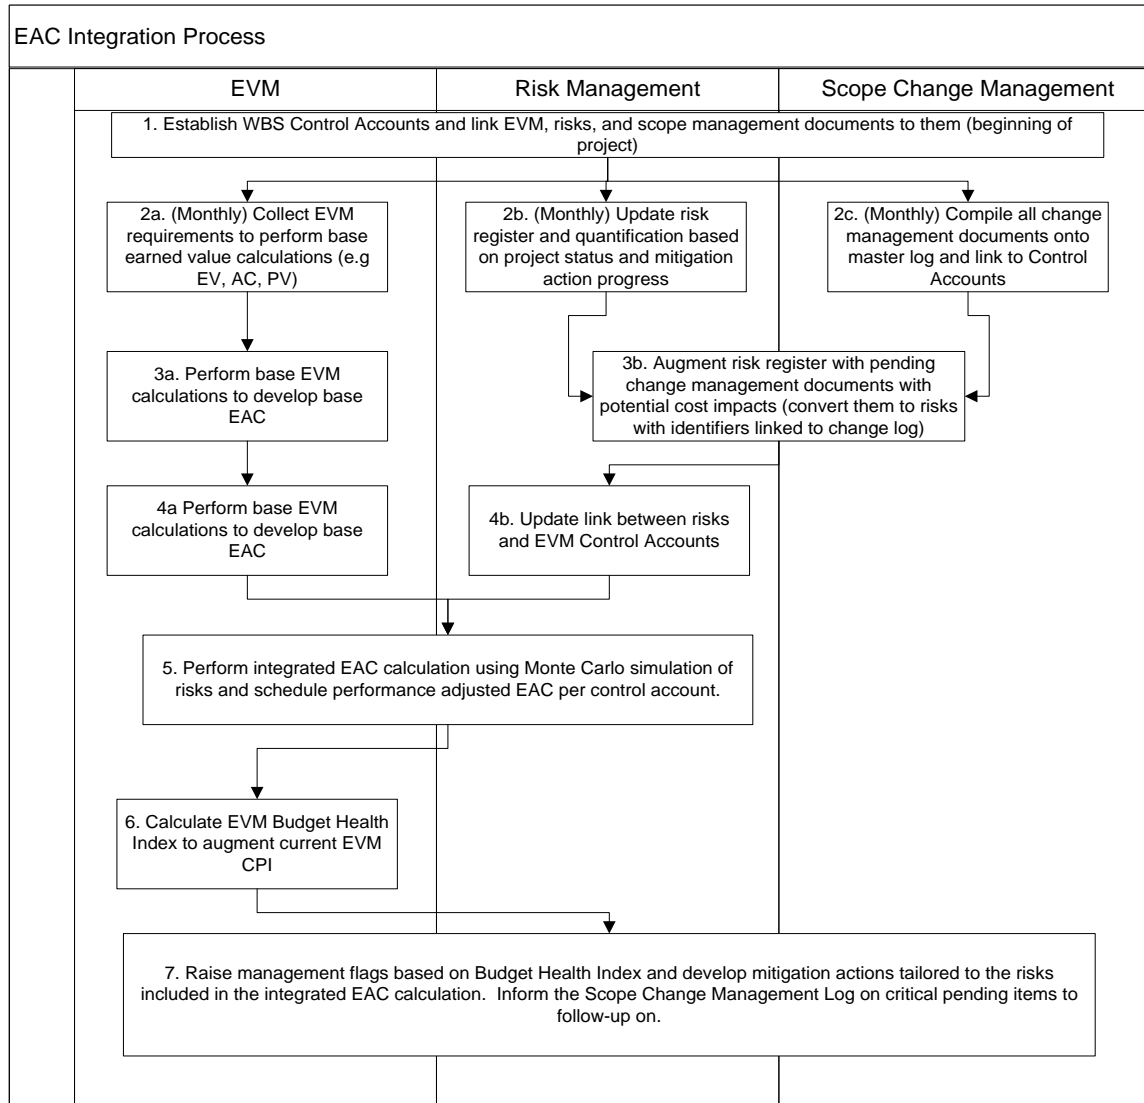 EAC Integration Process
EVM
Risk Management
Scope Change Management
1. Establish WBS Control Accounts and link EVM, risks, and scope management documents to them (beginning of
project)
2a. (Monthly) Collect EVM
requirements to perform base
earned value calculations (e.g
EV, AC, PV)
2b. (Monthly) Update risk
register and quantification based
on project status and mitigation
action progress
2c. (Monthly) Compile all change
management documents onto
master log and link to Control
Accounts
3a. Perform base EVM
calculations to develop base
EAC
3b. Augment risk register with pending
change management documents with
potential cost impacts (convert them to risks
with identifiers linked to change log)
4a Perform base EVM
calculations to develop base
EAC
4b. Update link between risks
and EVM Control Accounts
5. Perform integrated EAC calculation using Monte Carlo simulation of
risks and schedule performance adjusted EAC per control account.
6. Calculate EVM Budget Health
Index to augment current EVM
CPI
7. Raise management flags based on Budget Health Index and develop mitigation actions tailored to the risks
included in the integrated EAC calculation.  Inform the Scope Change Management Log on critical pending items to
follow-up on.